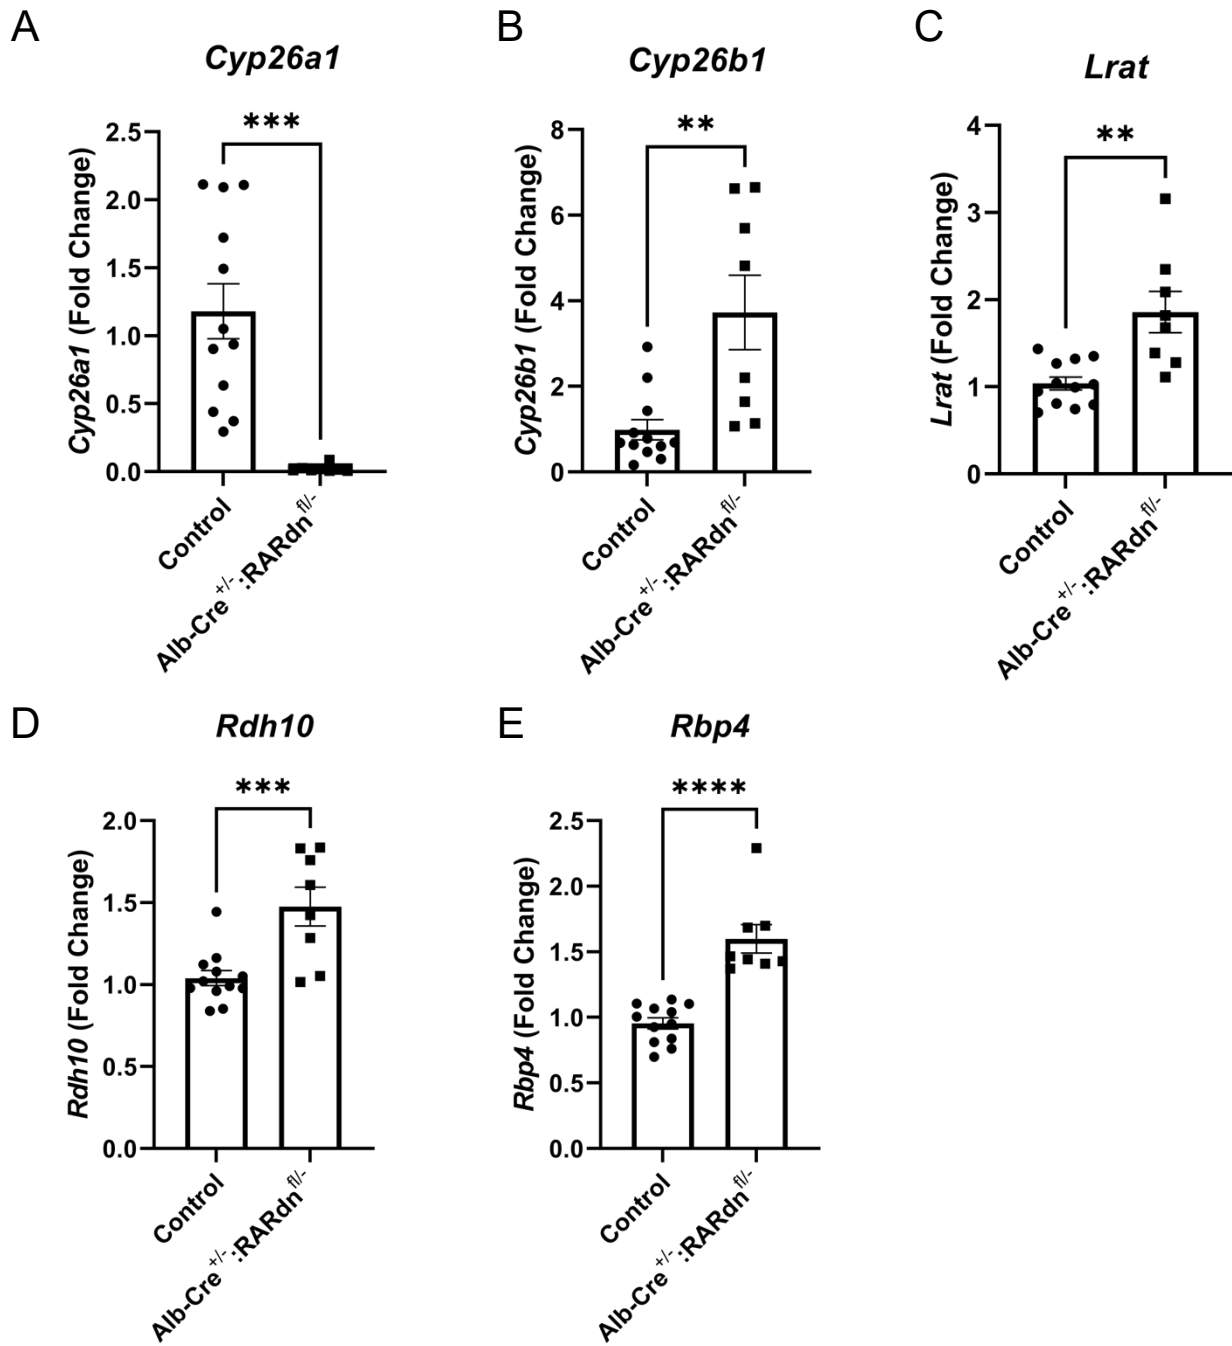 A
Cyp26a1
***
Cyp26a1 (Fold Change)
2.5
2.0
1.5
1.0
0.5
0.0
Control
Alb-Cre+/-:RARdnfl/-
B
Cyp26b1
**
Cyp26b1 (Fold Change)
8
6
4
2
0
Control
Alb-Cre+/-:RARdnfl/-
C
Lrat
**
Lrat (Fold Change)
4
3
2
1
0
Control
Alb-Cre+/-:RARdnfl/-
D
Rdh10
***
Rdh10 (Fold Change)
2.0
1.5
1.0
0.5
0.0
Control
Alb-Cre+/-:RARdnfl/-
E
Rbp4
****
Rbp4 (Fold Change)
2.5
2.0
1.5
1.0
0.5
0.0
Control
Alb-Cre+/-:RARdnfl/-